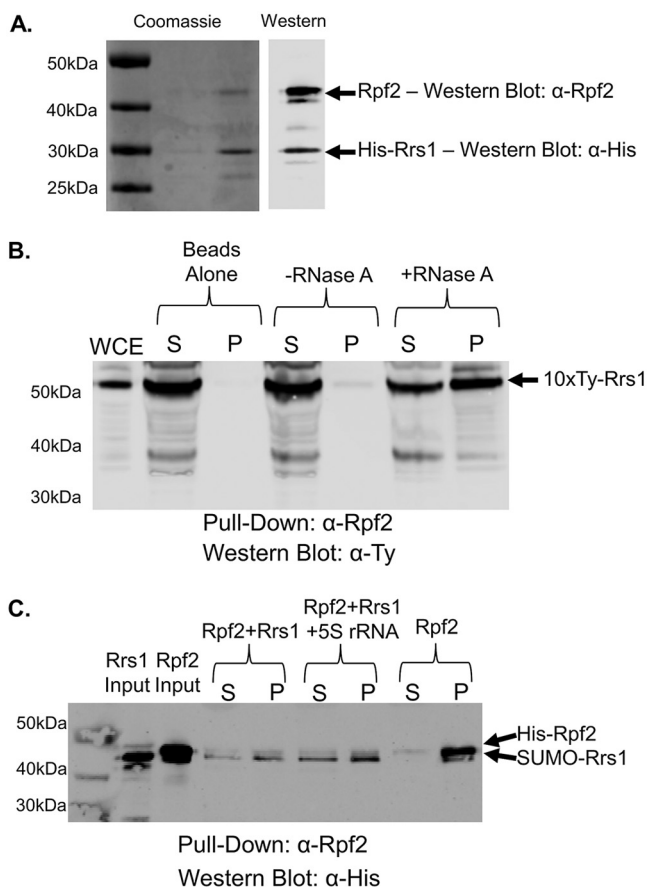 A.
Coomassie Western
50kDa
40kDa
30kDa
25kDa
Rpf2 – Western Blot: α-Rpf2
His-Rrs1 – Western Blot: α-His
B.
Beads
Alone
-RNase A
+RNase A
WCE S P S P S P
50kDa
40kDa
30kDa
10xTy-Rrs1
Pull-Down: α-Rpf2
Western Blot: α-Ty
C.
Rrs1
Input
Rpf2
Input
Rpf2+Rrs1
Rpf2+Rrs1
+5S rRNA
Rpf2
S P S P S P
50kDa
40kDa
30kDa
His-Rpf2
SUMO-Rrs1
Pull-Down: α-Rpf2
Western Blot: α-His